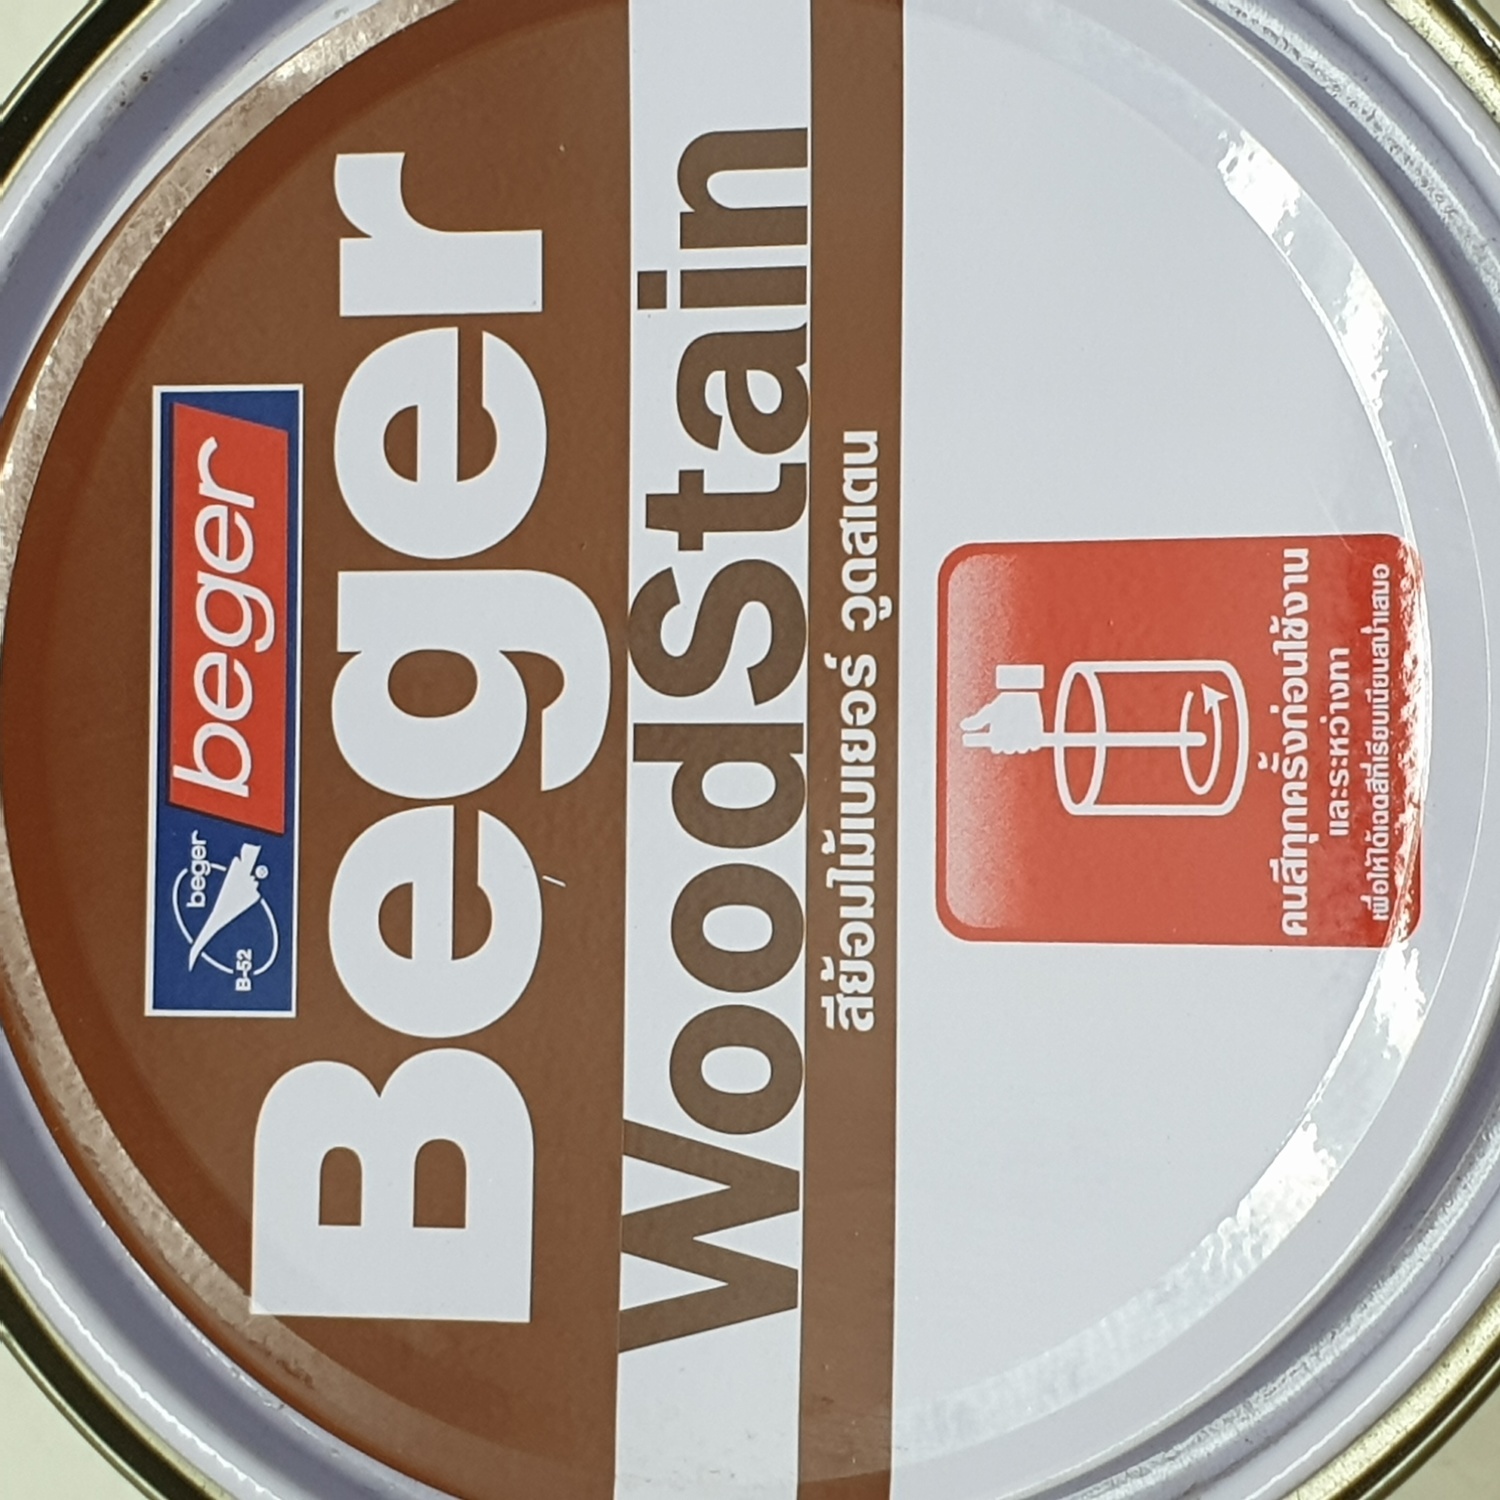 beger
B-52
beger
Beger
WoodStain
สีย้อมไม้เบเยอร์ วูดสเตน
คนสีทุกครั้งก่อนใช้งาน
และระหว่างทา
เพื่อให้ได้เฉดสีที่เรียบเนียนสม่ำเสมอ